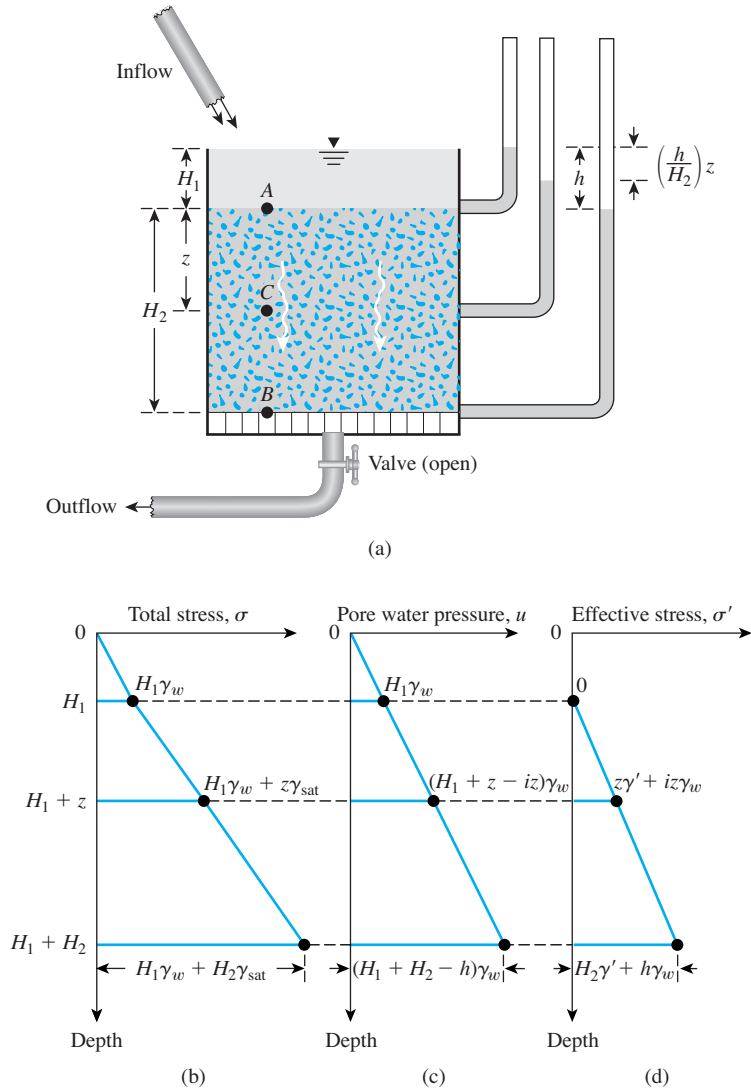 Inflow
H₁
A
h
(h/H₂) z
z
C
H₂
B
Valve (open)
Outflow
(a)
0
Total stress, σ
0
Pore water pressure, u
0
Effective stress, σ′
H₁
H₁γw
H₁γw
0
H₁ + z
H₁γw + zγsat
(H₁ + z − iz)γw
zγ′ + izγw
H₁ + H₂
H₁γw + H₂γsat
(H₁ + H₂ − h)γw
H₂γ′ + hγw
Depth
Depth
Depth
(b)
(c)
(d)